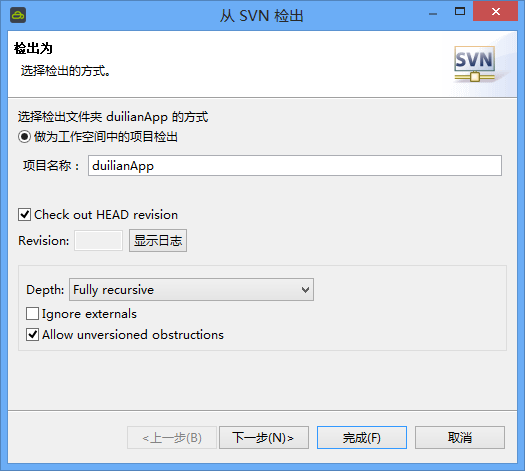 从 SVN 检出
检出为
选择检出的方式。
SVN
选择检出文件夹 duilianApp 的方式
做为工作空间中的项目检出
项目名称： duilianApp
Check out HEAD revision
Revision: 显示日志
Depth: Fully recursive
Ignore externals
Allow unversioned obstructions
<上一步(B) 下一步(N)> 完成(F) 取消